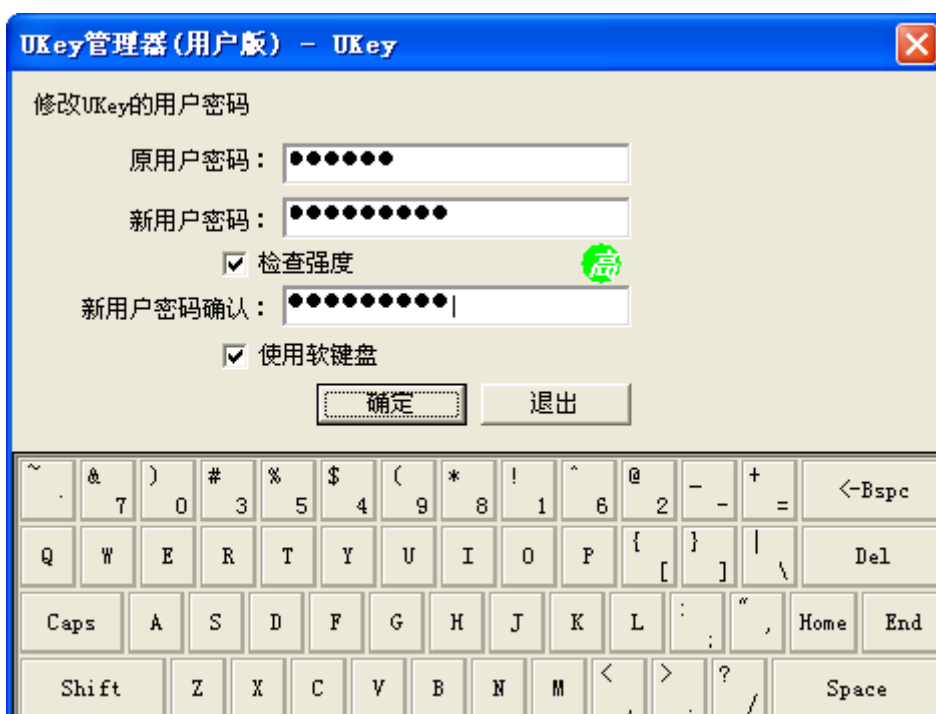 UKey管理器(用户版) - UKey
修改UKey的用户密码
原用户密码： ●●●●●●
新用户密码： ●●●●●●●●●
检查强度 高
新用户密码确认： ●●●●●●●●●
使用软键盘
确定 退出
~ ` & 7 ) 0 # 3 % 5 $ 4 ( 9 * 8 ! 1 ^ 6 @ 2 _ - + = <-Bspc
Q W E R T Y U I O P { [ } ] | \ Del
Caps A S D F G H J K L : ; " , Home End
Shift Z X C V B N M < , > . ? / Space